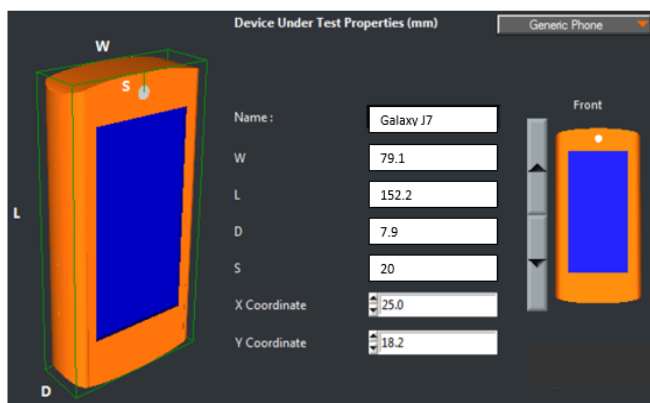 Device Under Test Properties (mm)
Generic Phone
W
S
L
D
Name :
Galaxy J7
W
79.1
L
152.2
D
7.9
S
20
X Coordinate
25.0
Y Coordinate
18.2
Front